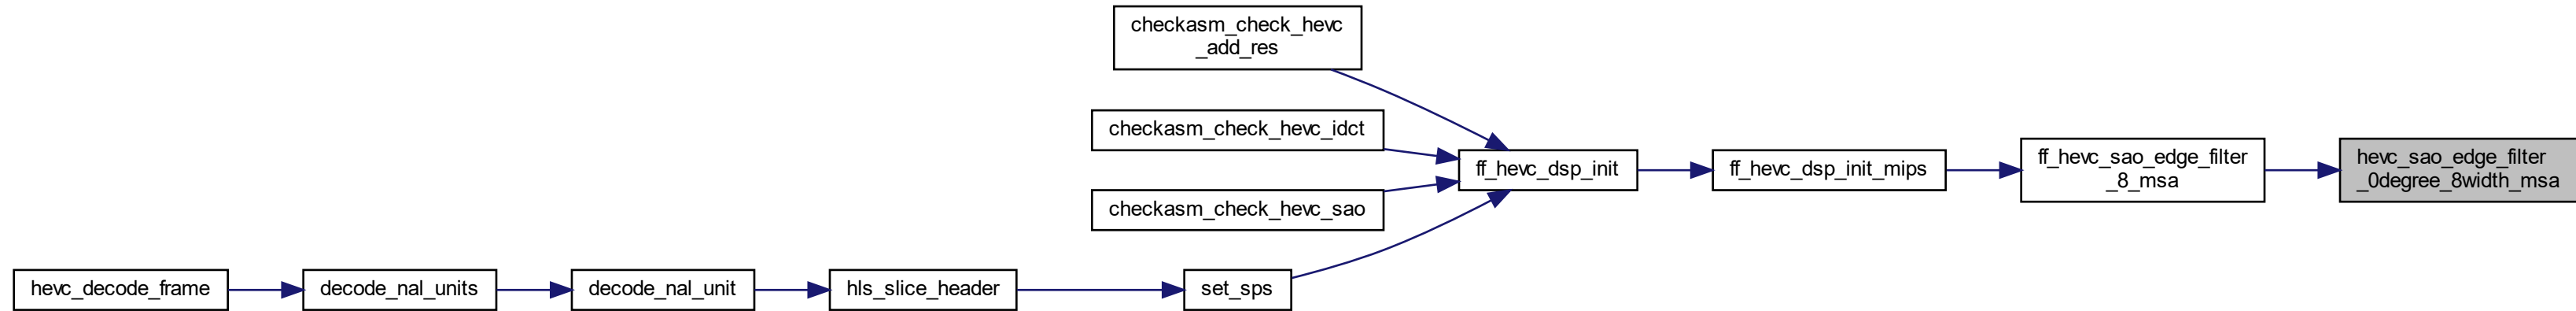 checkasm_check_hevc
_add_res
checkasm_check_hevc_idct
checkasm_check_hevc_sao
ff_hevc_dsp_init
ff_hevc_dsp_init_mips
ff_hevc_sao_edge_filter
_8_msa
hevc_sao_edge_filter
_0degree_8width_msa
hevc_decode_frame
decode_nal_units
decode_nal_unit
hls_slice_header
set_sps